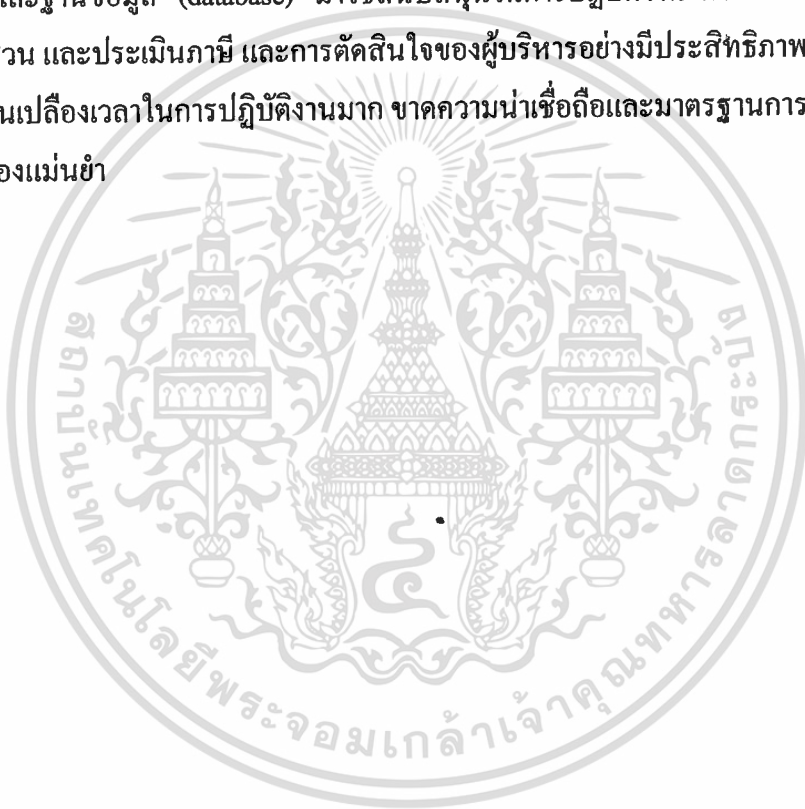 และฐานข้อมูล (database)
ส่วน และประเมินภาษี และการตัดสินใจของผู้บริหารอย่างมีประสิทธิภาพ
นเปลืองเวลาในการปฏิบัติงานมาก ขาดความน่าเชื่อถือและมาตรฐานการ
องแม่นยำ
สถาบันเทคโนโลยีพระจอมเกล้าเจ้าคุณทหารลาดกระบัง